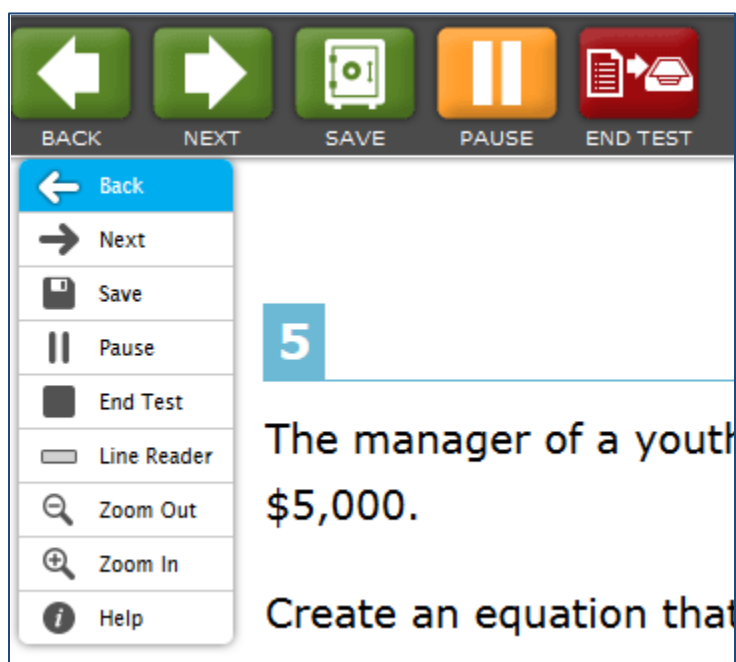 BACK NEXT SAVE PAUSE END TEST
Back
Next
Save
Pause
End Test
Line Reader
Zoom Out
Zoom In
Help
5
The manager of a youth
$5,000.
Create an equation that